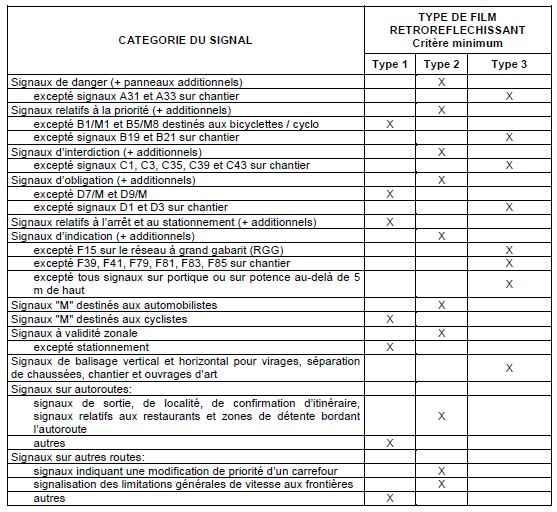 CATEGORIE DU SIGNAL
TYPE DE FILM
RETROREFLECHISSANT
Critère minimum
Type 1 Type 2 Type 3
Signaux de danger (+ panneaux additionnels) X
excepté signaux A31 et A33 sur chantier X
Signaux relatifs à la priorité (+ additionnels) X
excepté B1/M1 et B5/M8 destinés aux bicyclettes / cyclo X
excepté signaux B19 et B21 sur chantier X
Signaux d'interdiction (+ additionnels) X
excepté signaux C1, C3, C35, C39 et C43 sur chantier X
Signaux d'obligation (+ additionnels) X
excepté D7/M et D9/M X
excepté signaux D1 et D3 sur chantier X
Signaux relatifs à l'arrêt et au stationnement (+ additionnels) X
Signaux d'indication (+ additionnels) X
excepté F15 sur le réseau à grand gabarit (RGG) X
excepté F39, F41, F79, F81, F83, F85 sur chantier X
excepté tous signaux sur portique ou sur potence au-delà de 5
m de haut X
Signaux "M" destinés aux automobilistes X
Signaux "M" destinés aux cyclistes X
Signaux à validité zonale X
excepté stationnement X
Signaux de balisage vertical et horizontal pour virages, séparation
de chaussées, chantier et ouvrages d'art X
Signaux sur autoroutes:
signaux de sortie, de localité, de confirmation d'itinéraire,
signaux relatifs aux restaurants et zones de détente bordant X
l'autoroute
autres X
Signaux sur autres routes:
signaux indiquant une modification de priorité d'un carrefour X
signalisation des limitations générales de vitesse aux frontières X
autres X